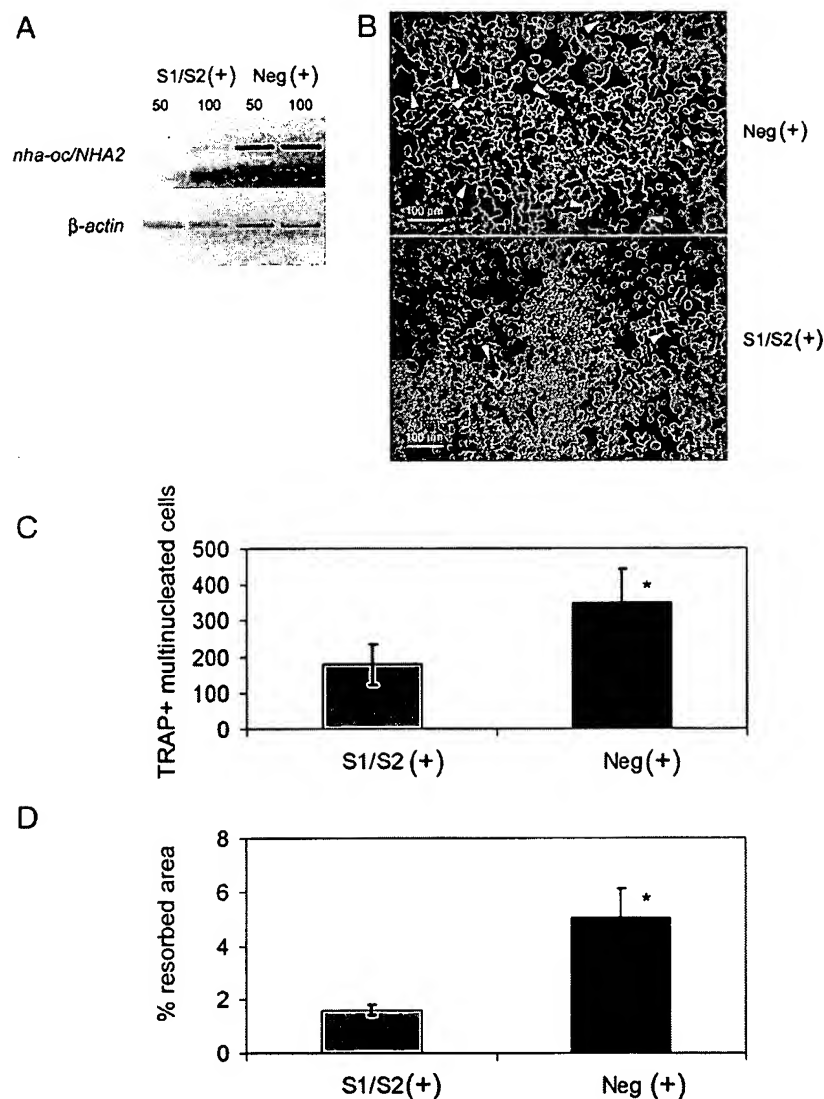 A
S1/S2(+) Neg(+)
50 100 50 100
nha-oc/NHA2
β-actin
B
100 µm
Neg(+)
100 µm
S1/S2(+)
C
TRAP+ multinucleated cells
500
400
300
200
100
0
*
S1/S2(+)
Neg(+)
D
% resorbed area
8
6
4
2
0
*
S1/S2(+)
Neg(+)